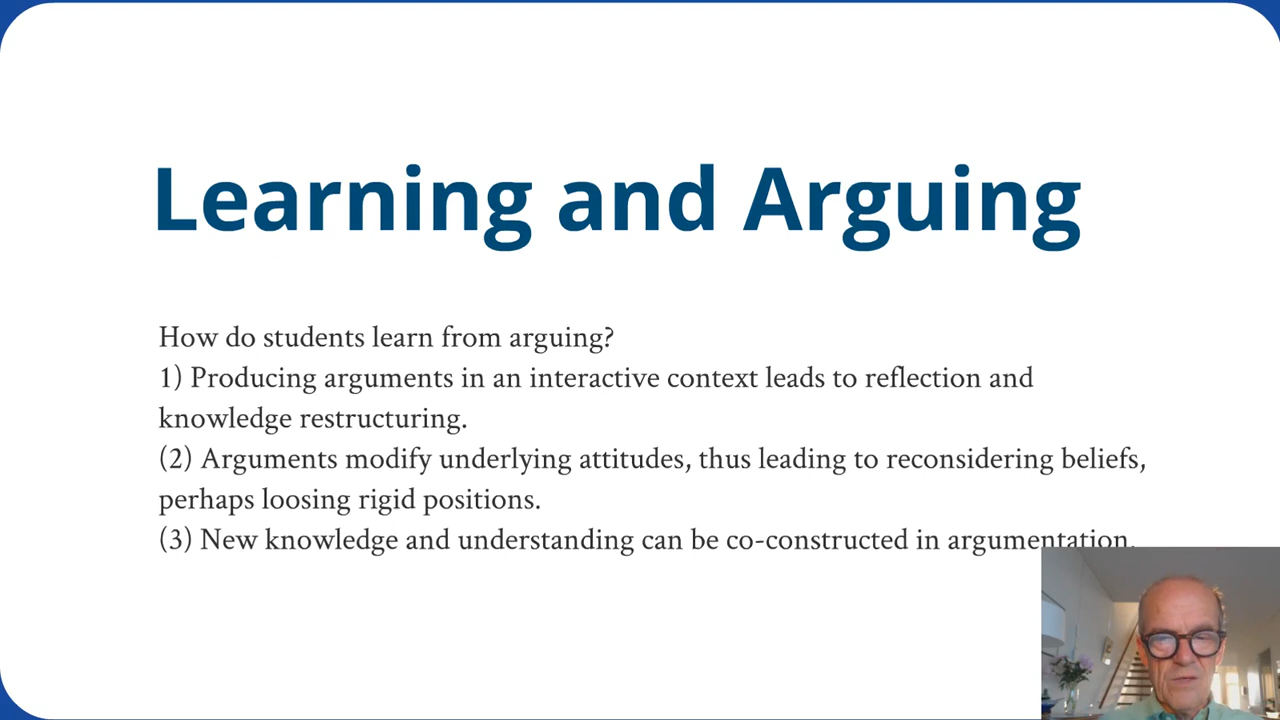 Learning and Arguing
How do students learn from arguing?
1) Producing arguments in an interactive context leads to reflection and
knowledge restructuring.
(2) Arguments modify underlying attitudes, thus leading to reconsidering beliefs,
perhaps loosing rigid positions.
(3) New knowledge and understanding can be co-constructed in argumentation.